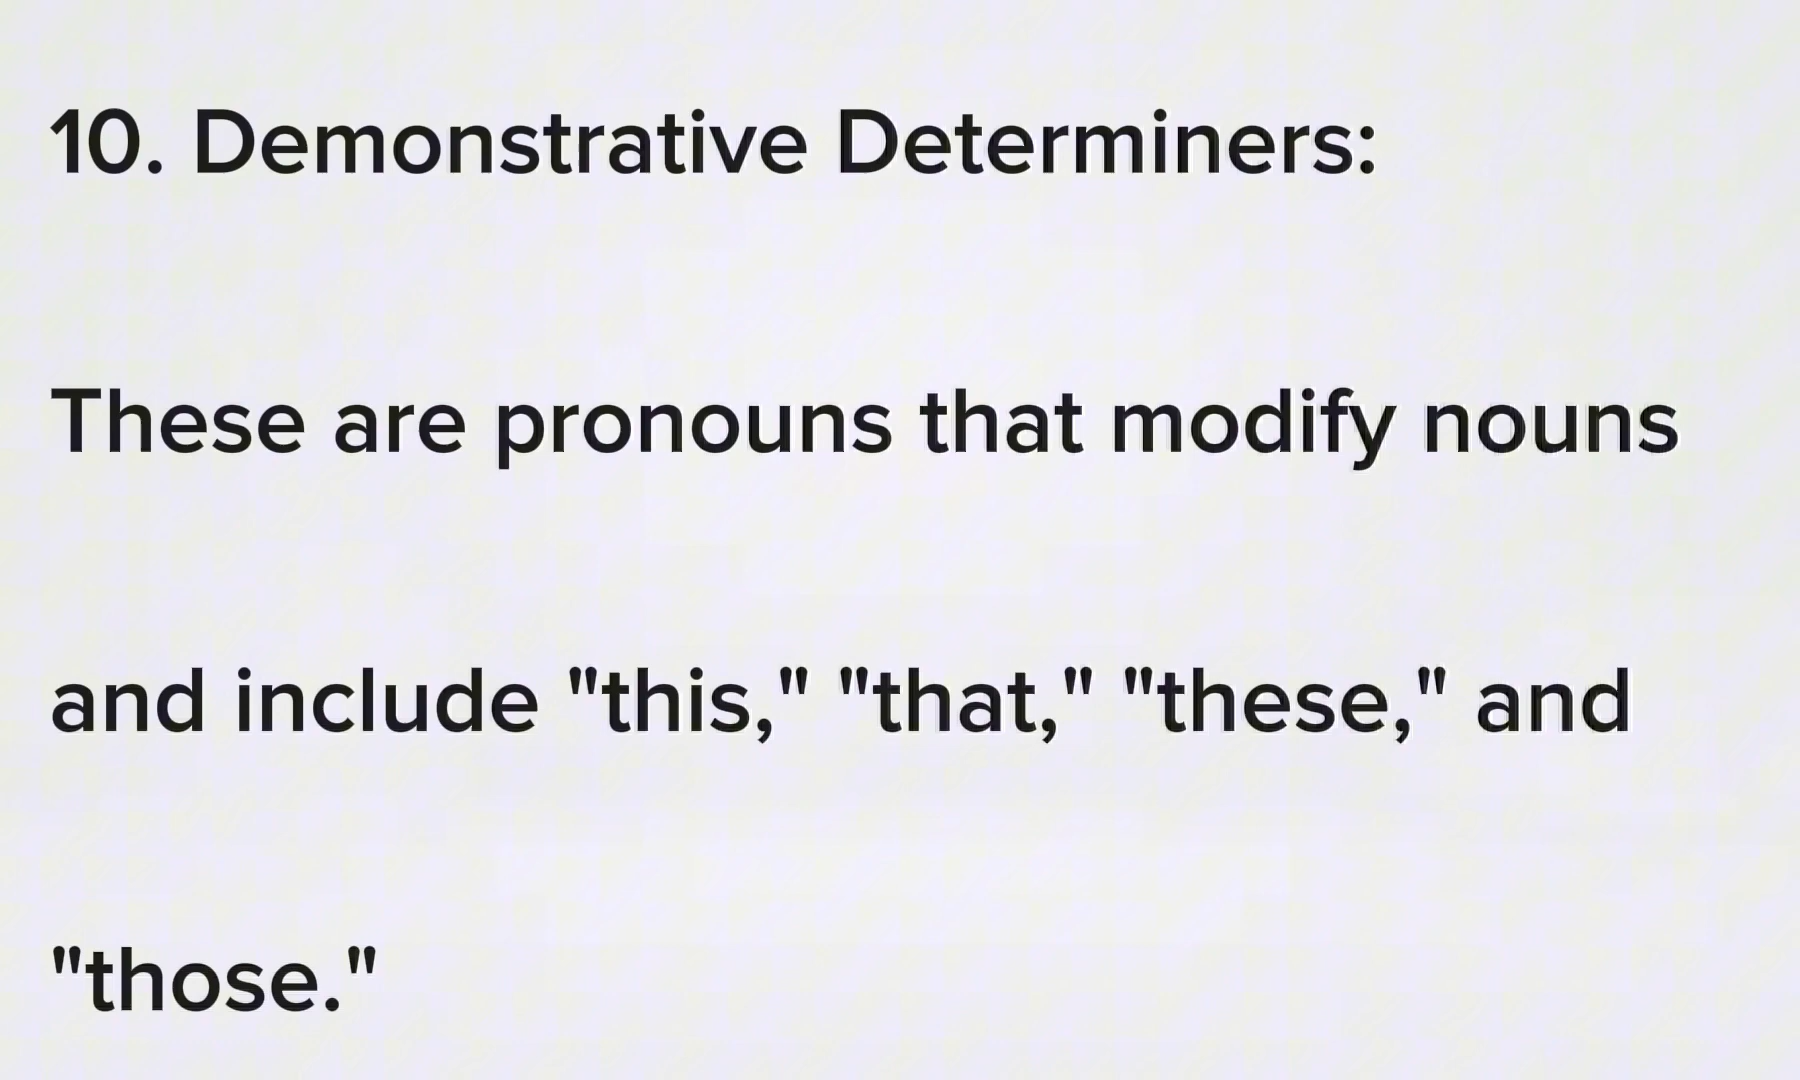 10. Demonstrative Determiners:
These are pronouns that modify nouns
and include "this," "that," "these," and
"those."